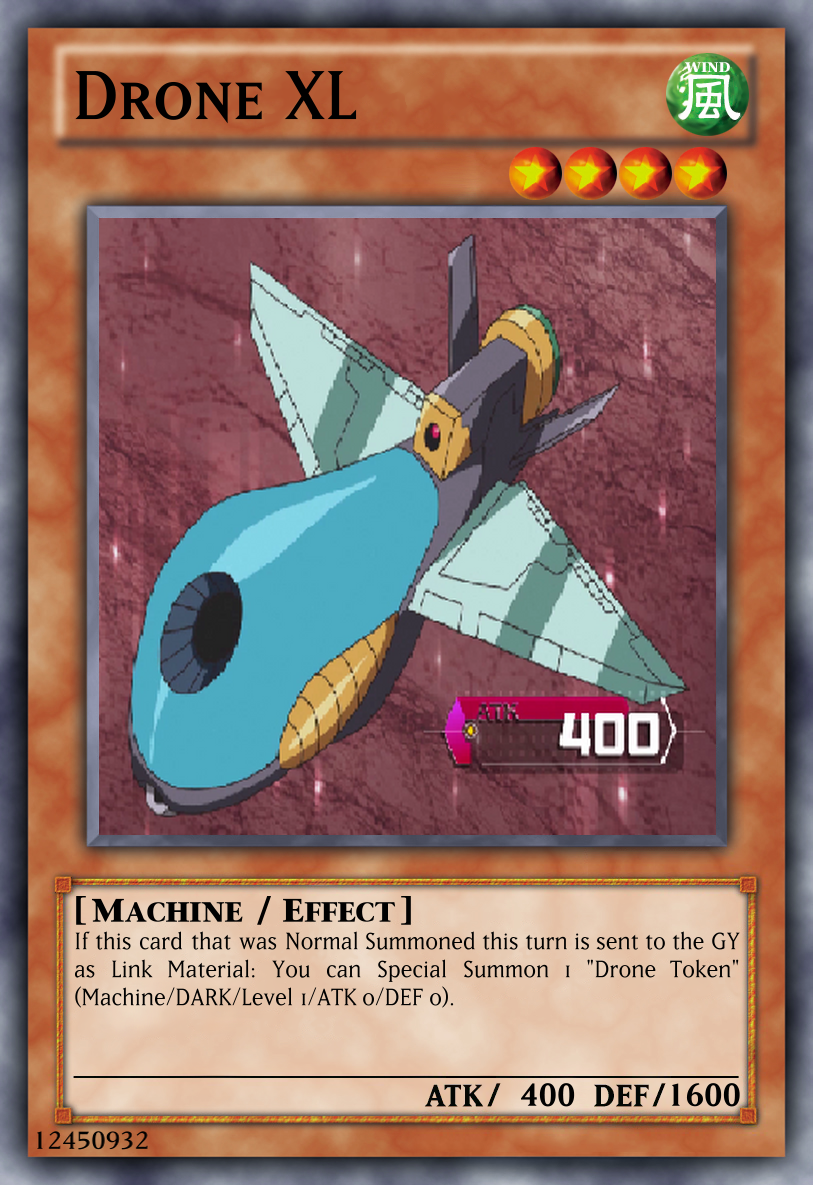 Drone XL
WIND
風
ATK
400
[ Machine / Effect ]
If this card that was Normal Summoned this turn is sent to the GY
as Link Material: You can Special Summon 1 "Drone Token"
(Machine/DARK/Level 1/ATK 0/DEF 0).
ATK/ 400 DEF/1600
12450932